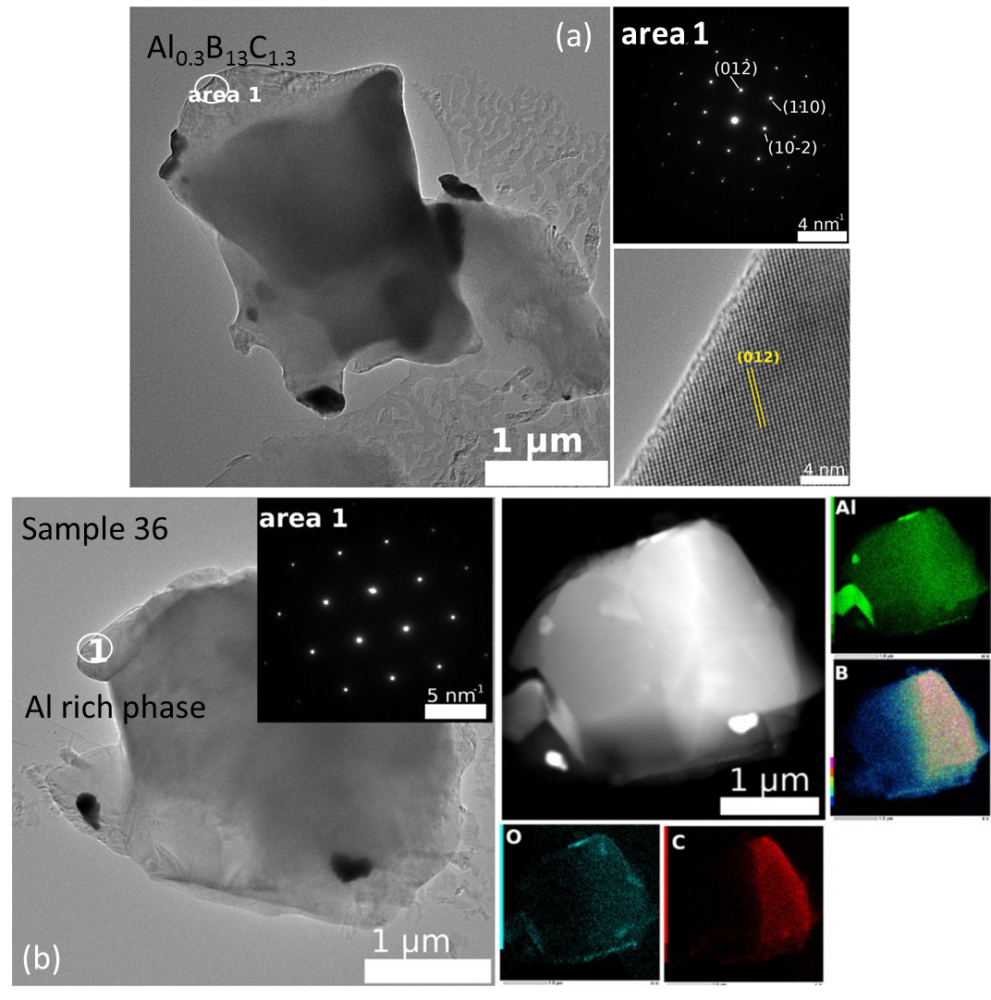 Al0.3B13C1.3
(a)
area 1
1 μm
area 1
(012)
(110)
(10-2)
4 nm-1
(012)
4 nm
Sample 36
area 1
1
5 nm-1
Al rich phase
1 μm
(b)
1 μm
Al
B
O
C